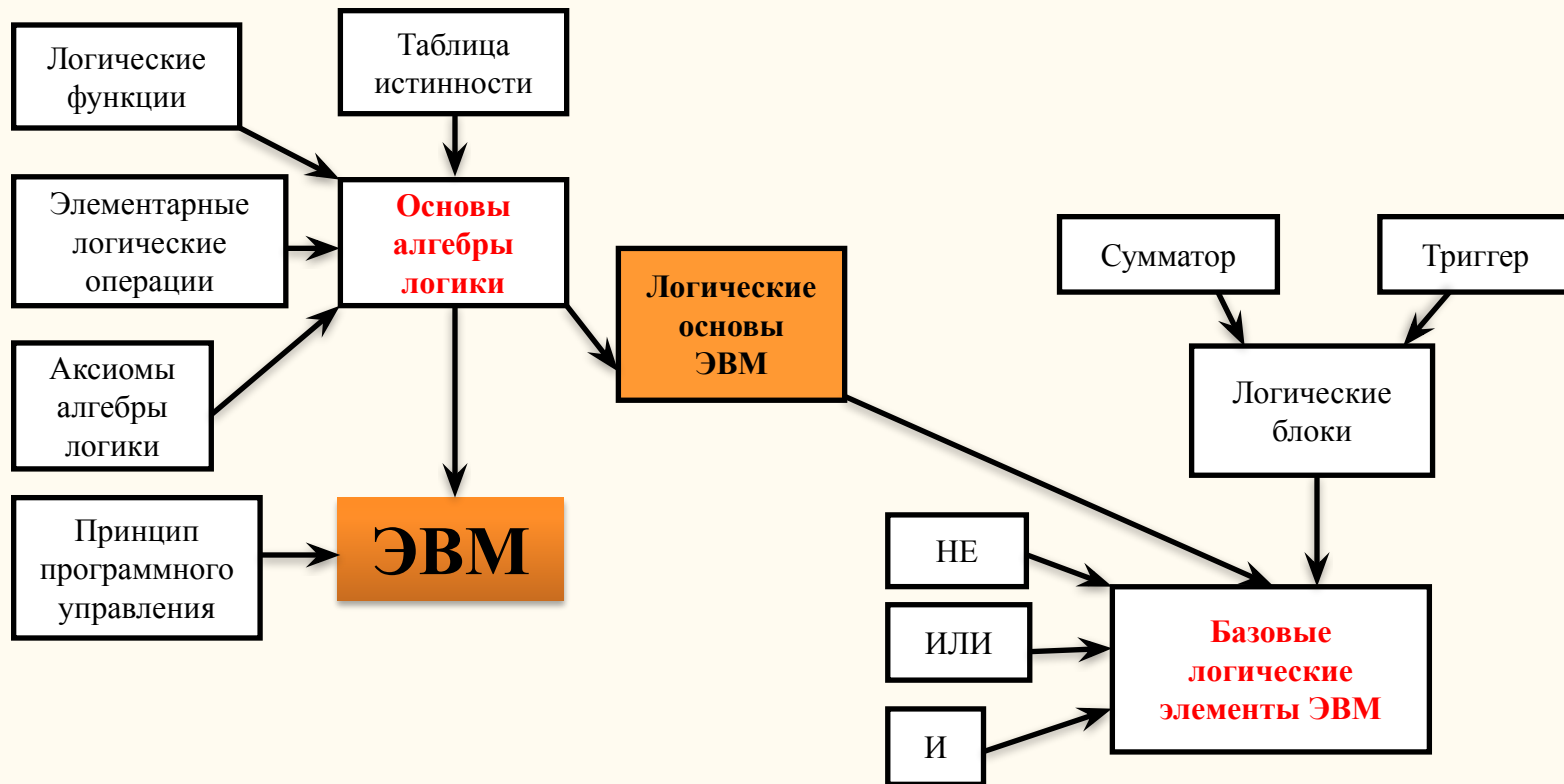 Логические
функции
Таблица
истинности
Элементарные
логические
операции
Основы
алгебры
логики
Аксиомы
алгебры
логики
Принцип
программного
управления
ЭВМ
Логические
основы
ЭВМ
Сумматор
Триггер
Логические
блоки
НЕ
ИЛИ
И
Базовые
логические
элементы ЭВМ